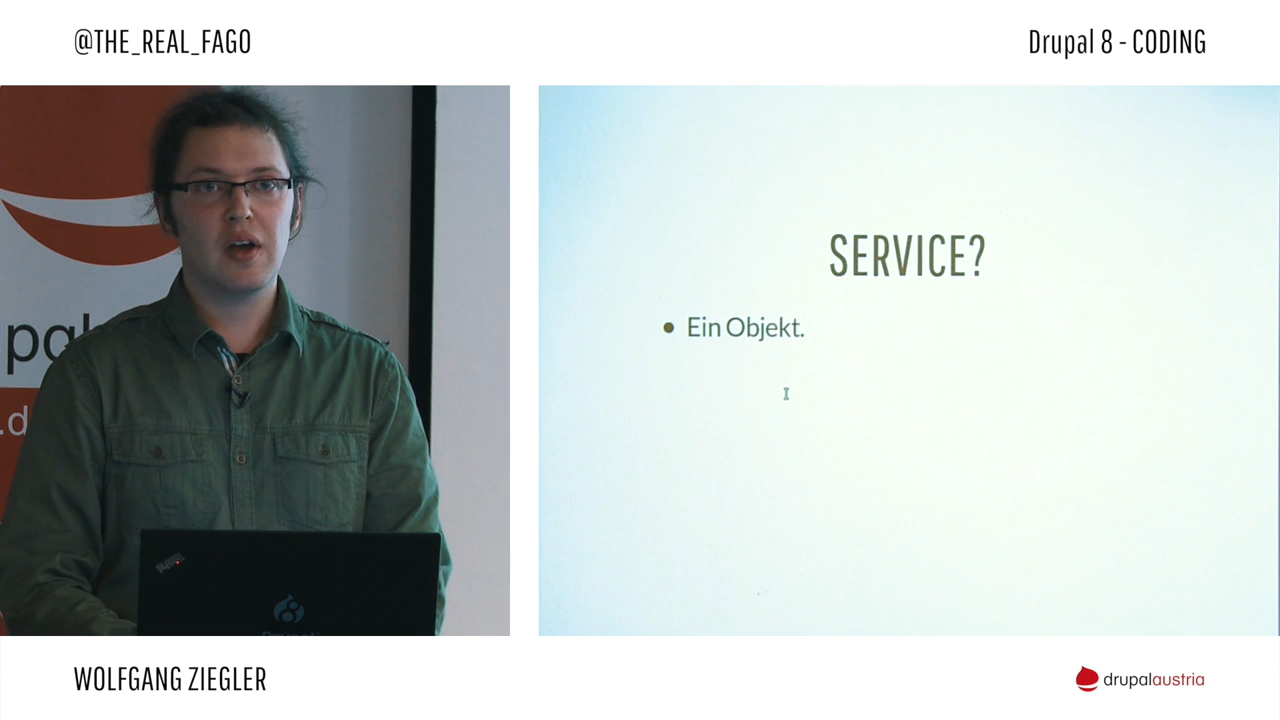 @THE_REAL_FAGO
Drupal 8 - CODING
SERVICE?
• Ein Objekt.
WOLFGANG ZIEGLER
drupalaustria